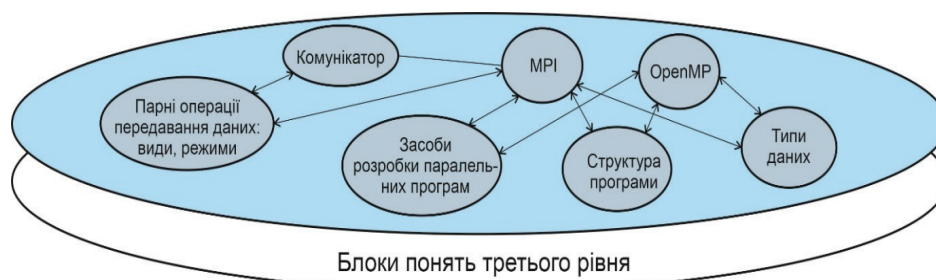 Комунікатор
MPI
OpenMP
Парні операції
передавання даних:
види, режими
Засоби
розробки паралель-
них програм
Структура
програми
Типи
даних
Блоки понять третього рівня